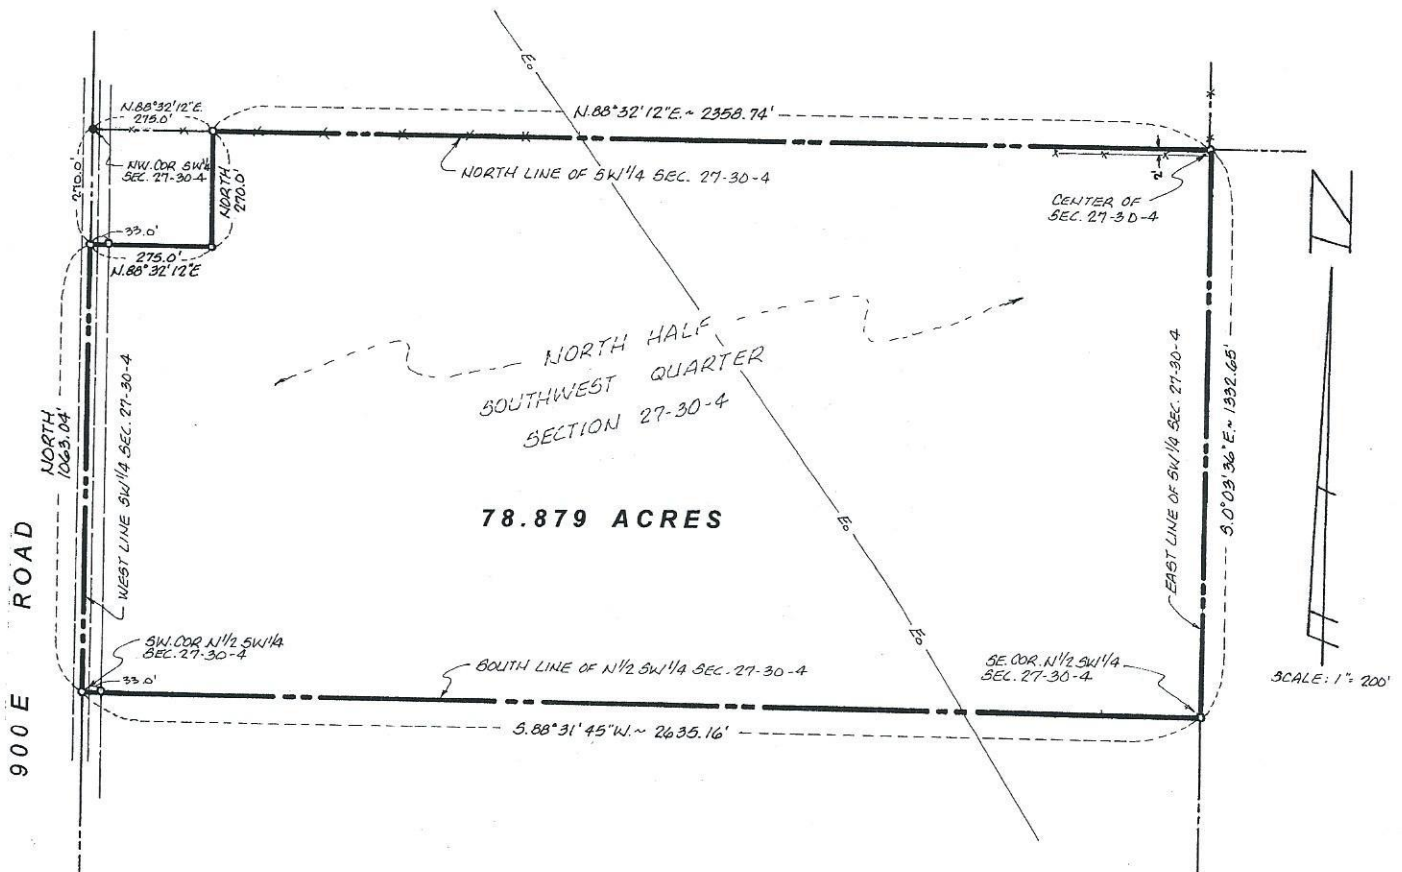 N.88°32'12"E.
275.0'
N.88°32'12"E.~ 2358.74'
E₀
NW. COR. SW¼
SEC. 27-30-4
270.0'
NORTH
270.0'
NORTH LINE OF SW¼ SEC. 27-30-4
2'
CENTER OF
SEC. 27-30-4
33.0'
275.0'
N.88°32'12"E
NORTH HALF
SOUTHWEST QUARTER
SECTION 27-30-4
NORTH
1063.04'
WEST LINE SW¼ SEC. 27-30-4
EAST LINE OF SW¼ SEC. 27-30-4
S.0°03'36"E.~ 1332.65'
78.879 ACRES
E₀
900 E ROAD
E₀
SW. COR. N½ SW¼
SEC. 27-30-4
33.0'
SOUTH LINE OF N½ SW¼ SEC. 27-30-4
SE. COR. N½ SW¼
SEC. 27-30-4
SCALE: 1"= 200'
S.88°31'45"W.~ 2635.16'
N